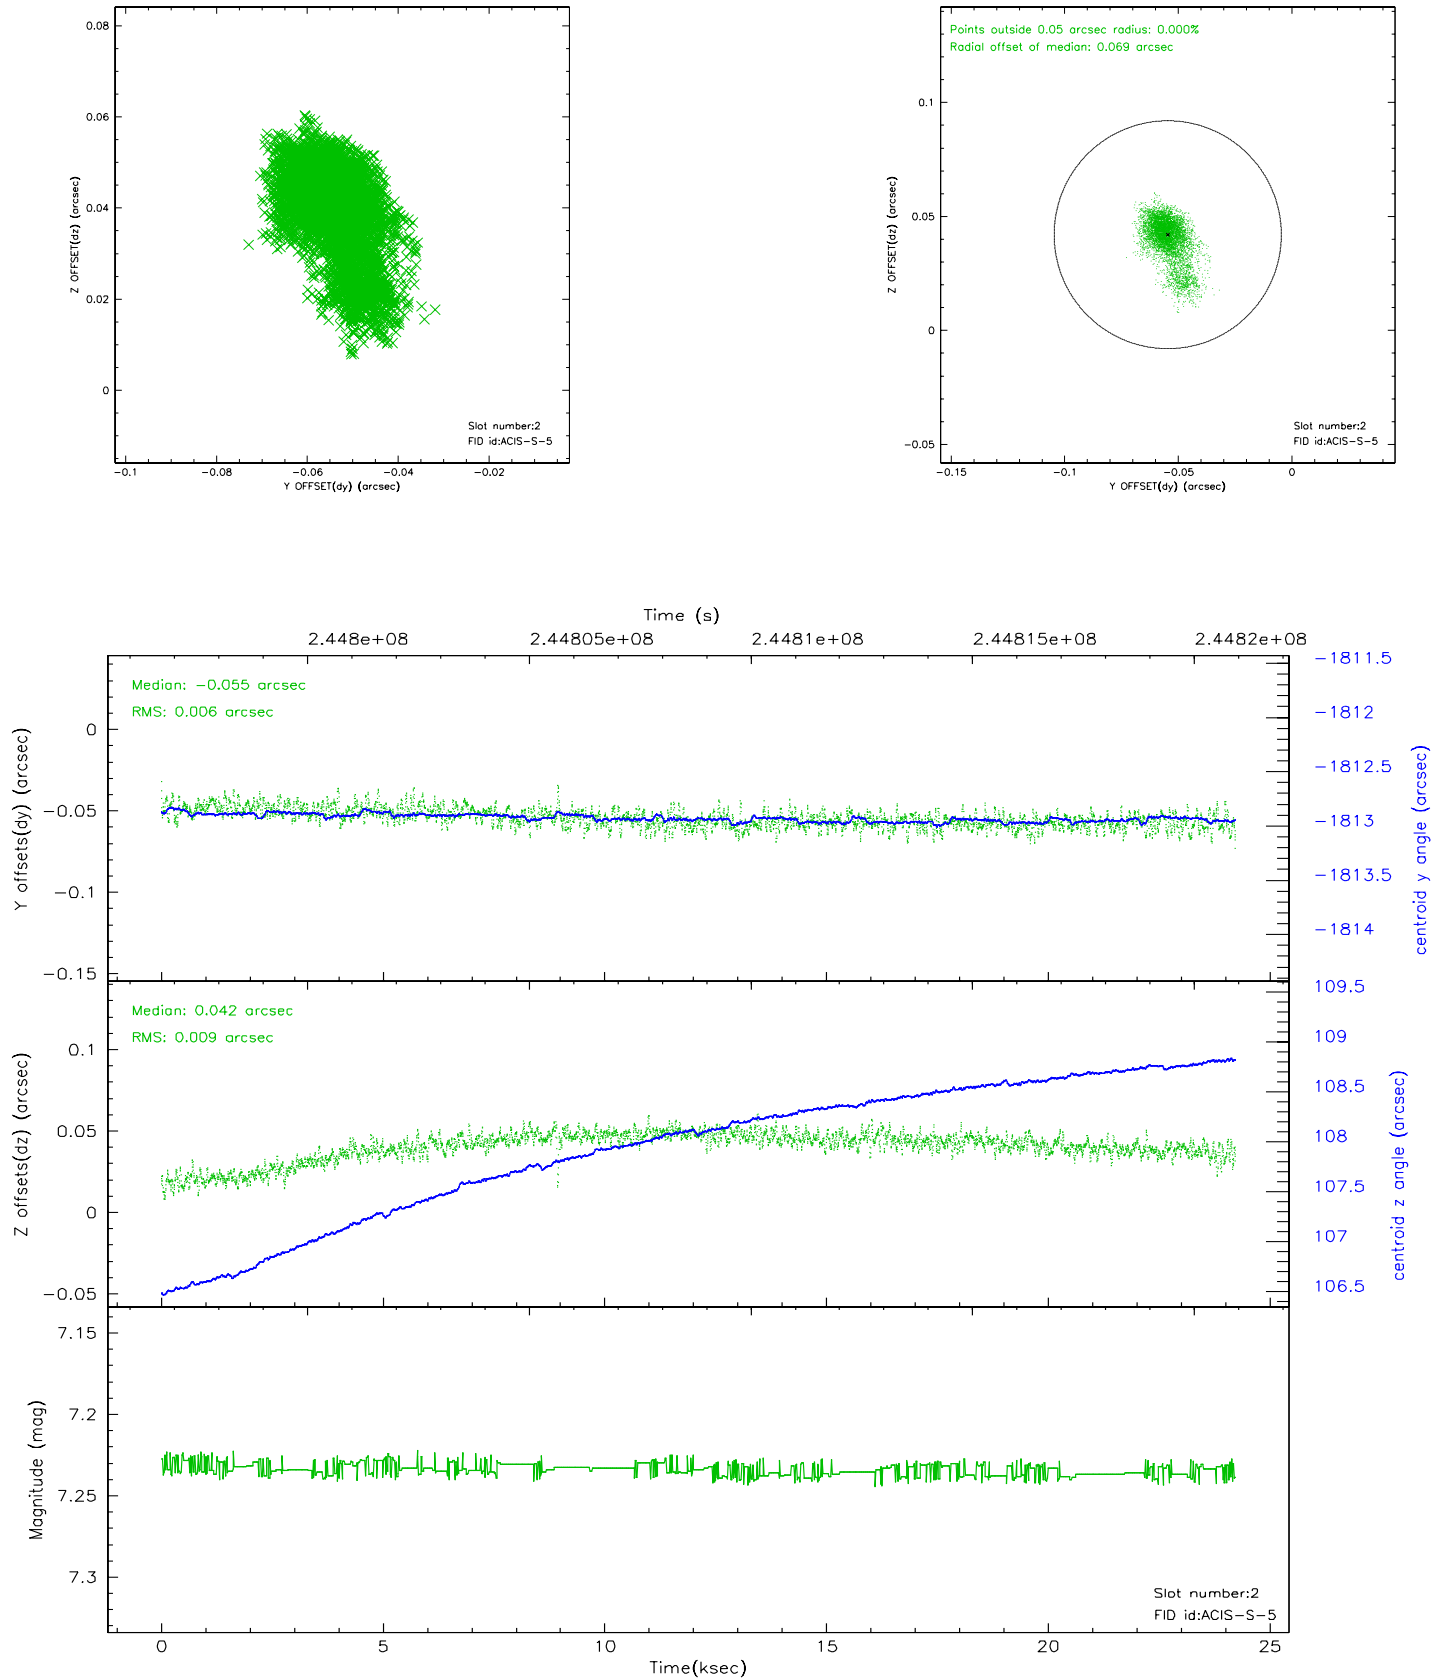 0.08
0.06
0.04
0.02
0
Z OFFSET(dz) (arcsec)
Slot number:2
FID id:ACIS-S-5
-0.1
-0.08
-0.06
-0.04
-0.02
Y OFFSET(dy) (arcsec)
Points outside 0.05 arcsec radius: 0.000%
Radial offset of median: 0.069 arcsec
0.1
0.05
0
-0.05
Z OFFSET(dz) (arcsec)
Slot number:2
FID id:ACIS-S-5
-0.15
-0.1
-0.05
0
Y OFFSET(dy) (arcsec)
Time (s)
2.448e+08
2.44805e+08
2.4481e+08
2.44815e+08
2.4482e+08
Median: -0.055 arcsec
RMS: 0.006 arcsec
0
-0.05
-0.1
-0.15
Y offsets(dy) (arcsec)
-1811.5
-1812
-1812.5
-1813
-1813.5
-1814
centroid y angle (arcsec)
Median: 0.042 arcsec
RMS: 0.009 arcsec
0.1
0.05
0
-0.05
Z offsets(dz) (arcsec)
109.5
109
108.5
108
107.5
107
106.5
centroid z angle (arcsec)
7.15
7.2
7.25
7.3
Magnitude (mag)
Slot number:2
FID id:ACIS-S-5
0
5
10
15
20
25
Time(ksec)